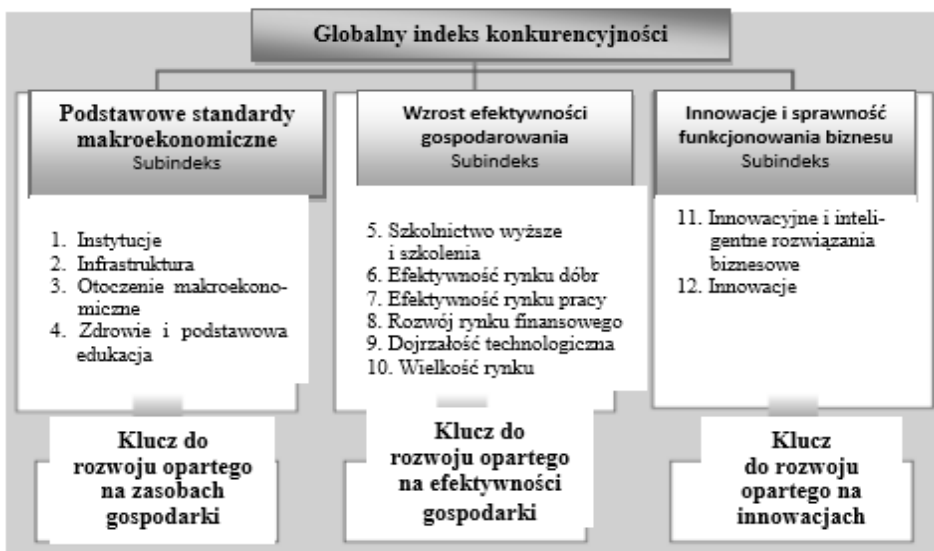 Globalny indeks konkurencyjności
Podstawowe standardy
makroekonomiczne
Subindeks
1. Instytucje
2. Infrastruktura
3. Otoczenie makroekono-
miczne
4. Zdrowie i podstawowa
edukacja
Klucz do
rozwoju opartego
na zasobach
gospodarki
Wzrost efektywności
gospodarowania
Subindeks
5. Szkolnictwo wyższe
i szkolenia
6. Efektywność rynku dóbr
7. Efektywność rynku pracy
8. Rozwój rynku finansowego
9. Dojrzałość technologiczna
10. Wielkość rynku
Klucz do
rozwoju opartego
na efektywności
gospodarki
Innowacje i sprawność
funkcjonowania biznesu
Subindeks
11. Innowacyjne i inteli-
gentne rozwiązania
biznesowe
12. Innowacje
Klucz
do rozwoju
opartego na
innowacjach